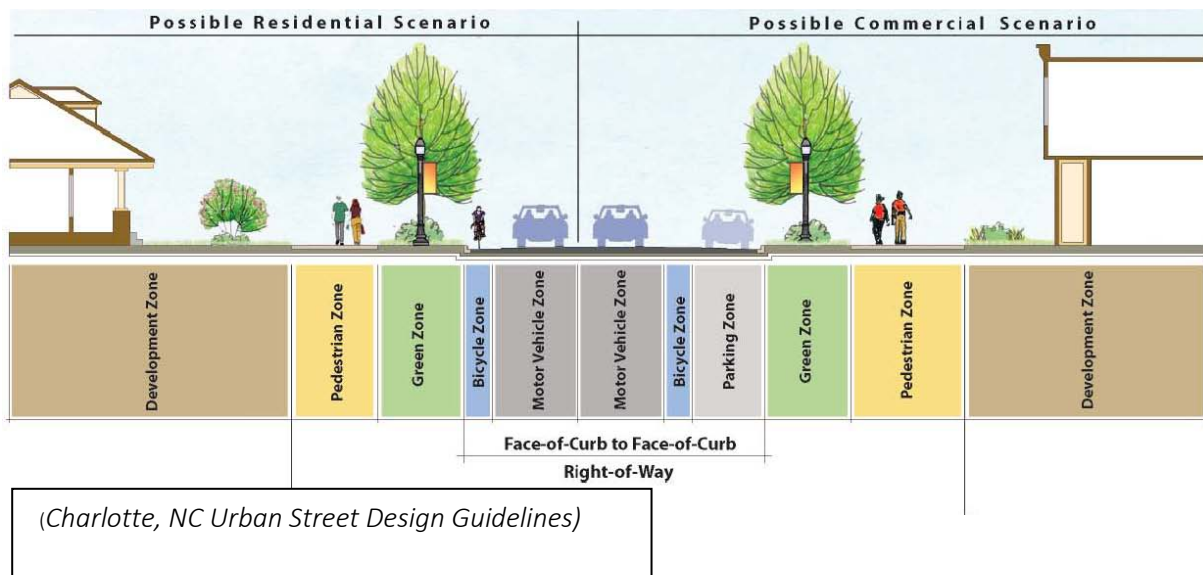 Possible Residential Scenario
Possible Commercial Scenario
Development Zone
Pedestrian Zone
Green Zone
Bicycle Zone
Motor Vehicle Zone
Motor Vehicle Zone
Bicycle Zone
Parking Zone
Green Zone
Pedestrian Zone
Development Zone
Face-of-Curb to Face-of-Curb
Right-of-Way
(Charlotte, NC Urban Street Design Guidelines)